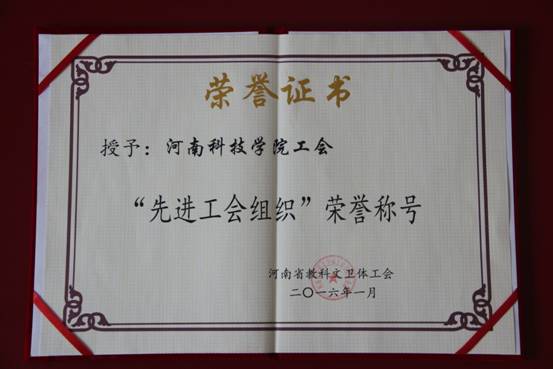 荣誉证书
授予：河南科技学院工会
“先进工会组织”荣誉称号
河南省教科文卫体工会
二〇一六年一月